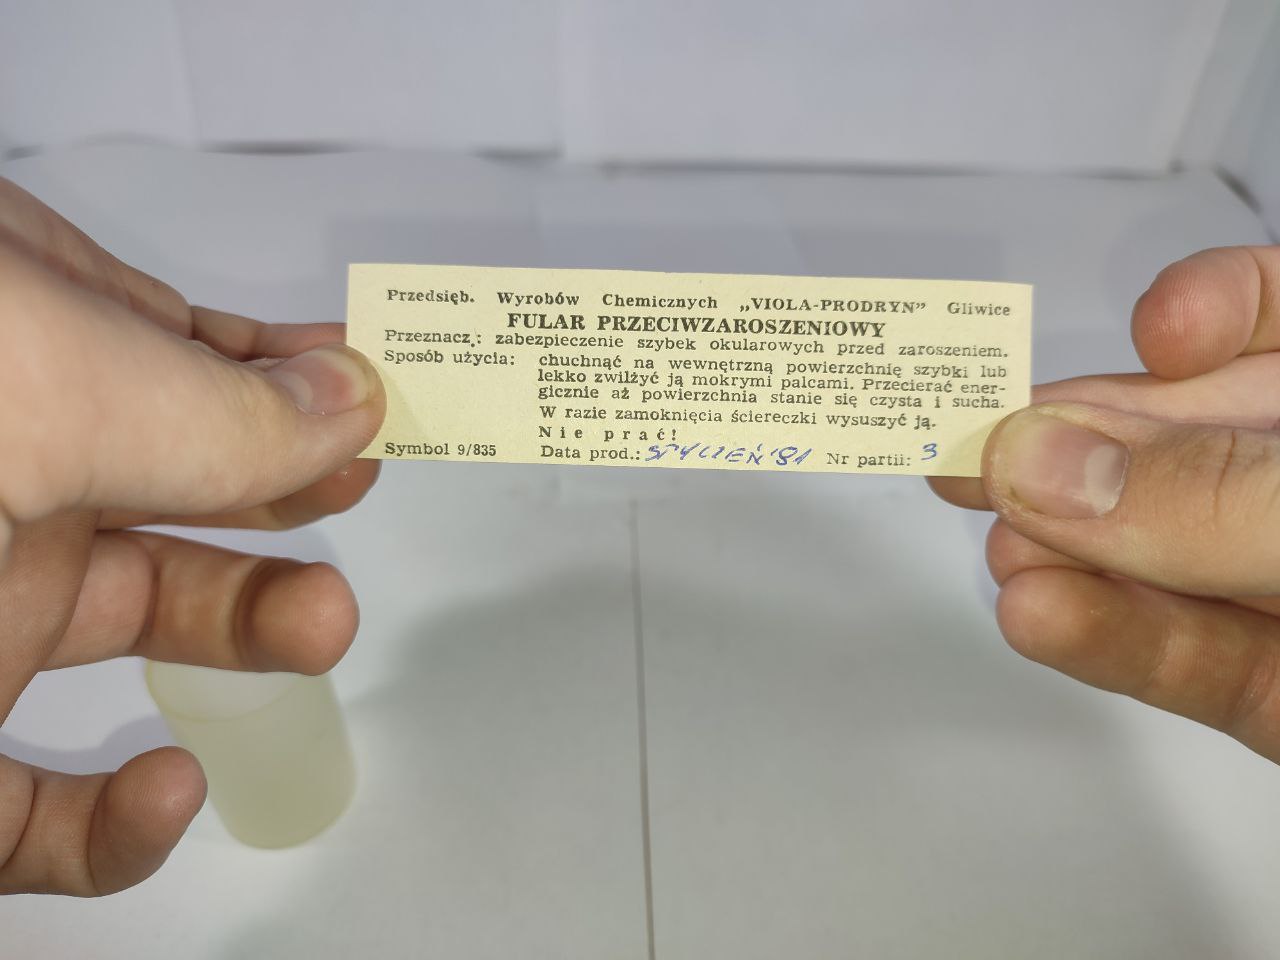 Przedsięb. Wyrobów Chemicznych „VIOLA-PRODRYN” Gliwice
FULAR PRZECIWZAROSZENIOWY
Przeznacz.: zabezpieczenie szybek okularowych przed zaroszeniem.
Sposób użycia: chuchnąć na wewnętrzną powierzchnię szybki lub
lekko zwilżyć ją mokrymi palcami. Przecierać ener-
gicznie aż powierzchnia stanie się czysta i sucha.
W razie zamoknięcia ściereczki wysuszyć ją.
Nie prać!
Symbol 9/835 Data prod.: STYCZEŃ '81 Nr partii: 3